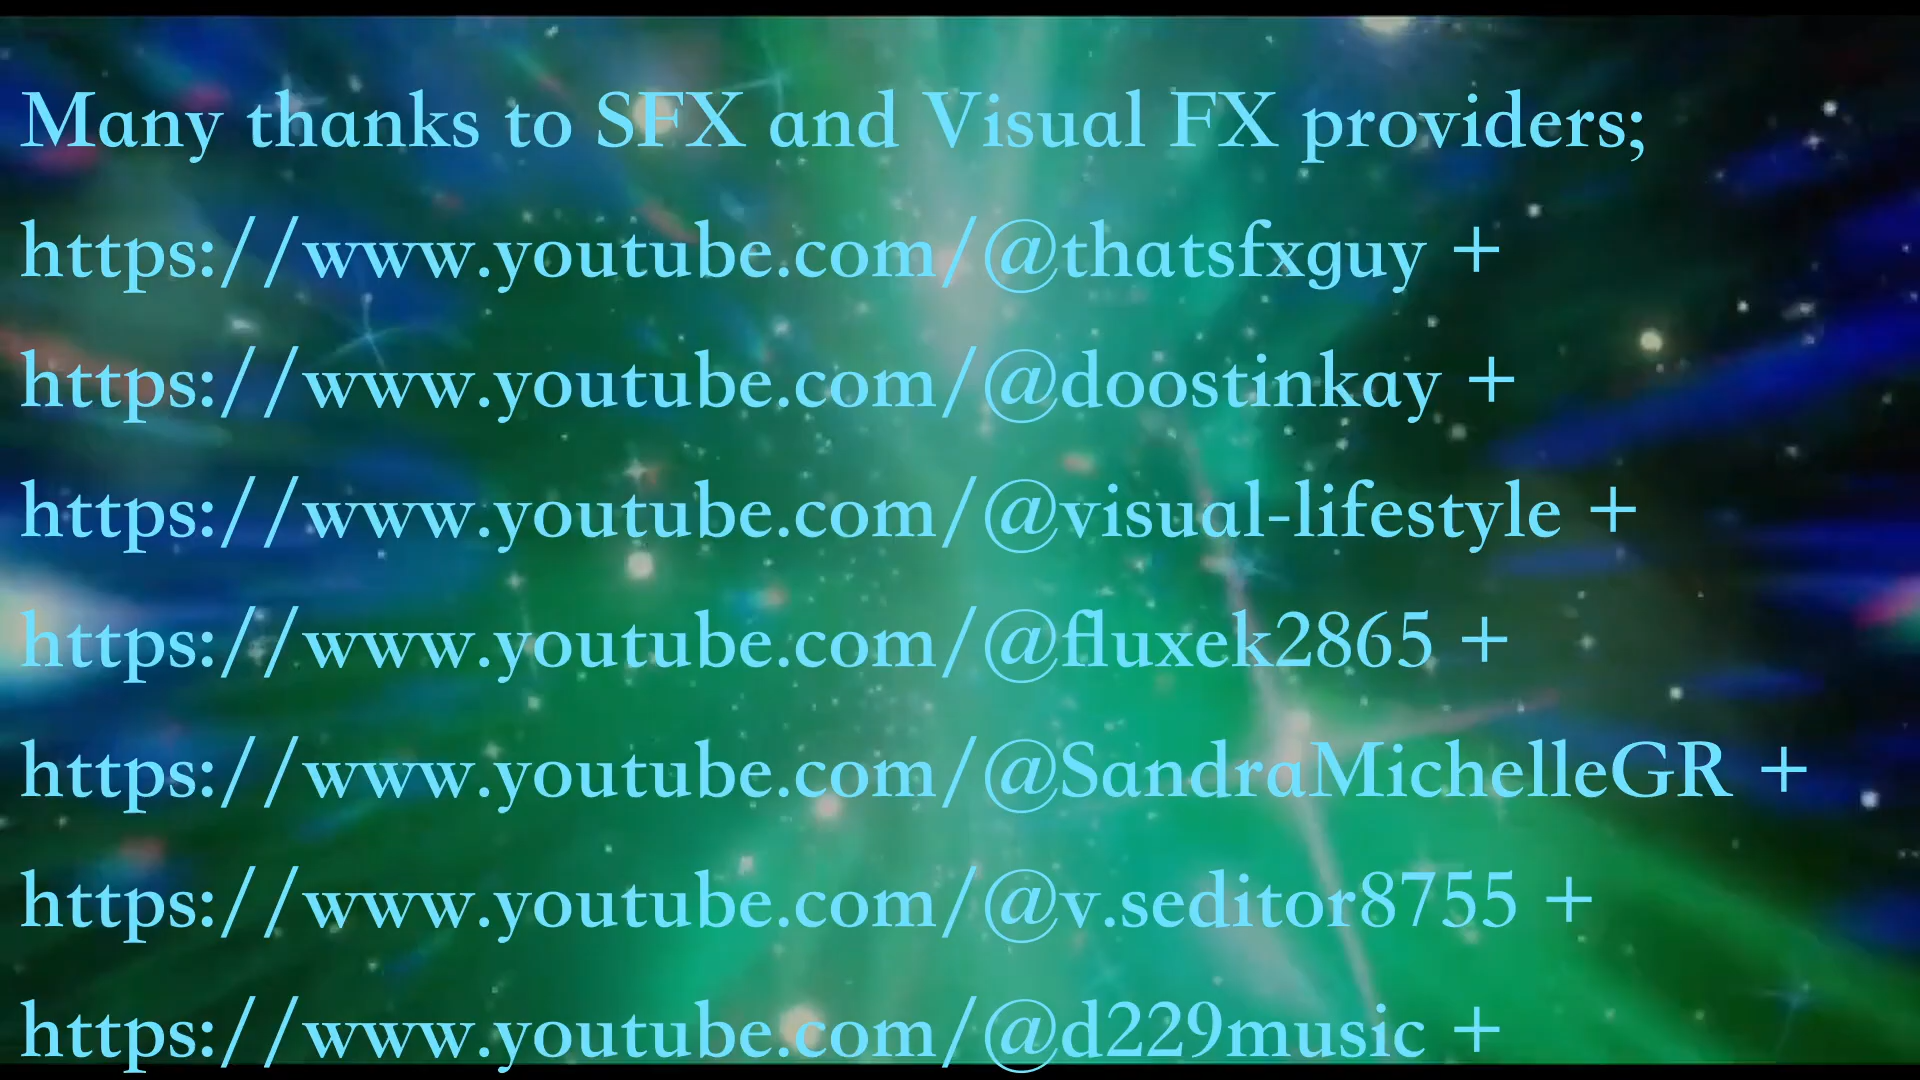 Many thanks to SFX and Visual FX providers;
https://www.youtube.com/@thatsfxguy +
https://www.youtube.com/@doostinkay +
https://www.youtube.com/@visual-lifestyle +
https://www.youtube.com/@fluxek2865 +
https://www.youtube.com/@SandraMichelleGR +
https://www.youtube.com/@v.seditor8755 +
https://www.youtube.com/@d229music +